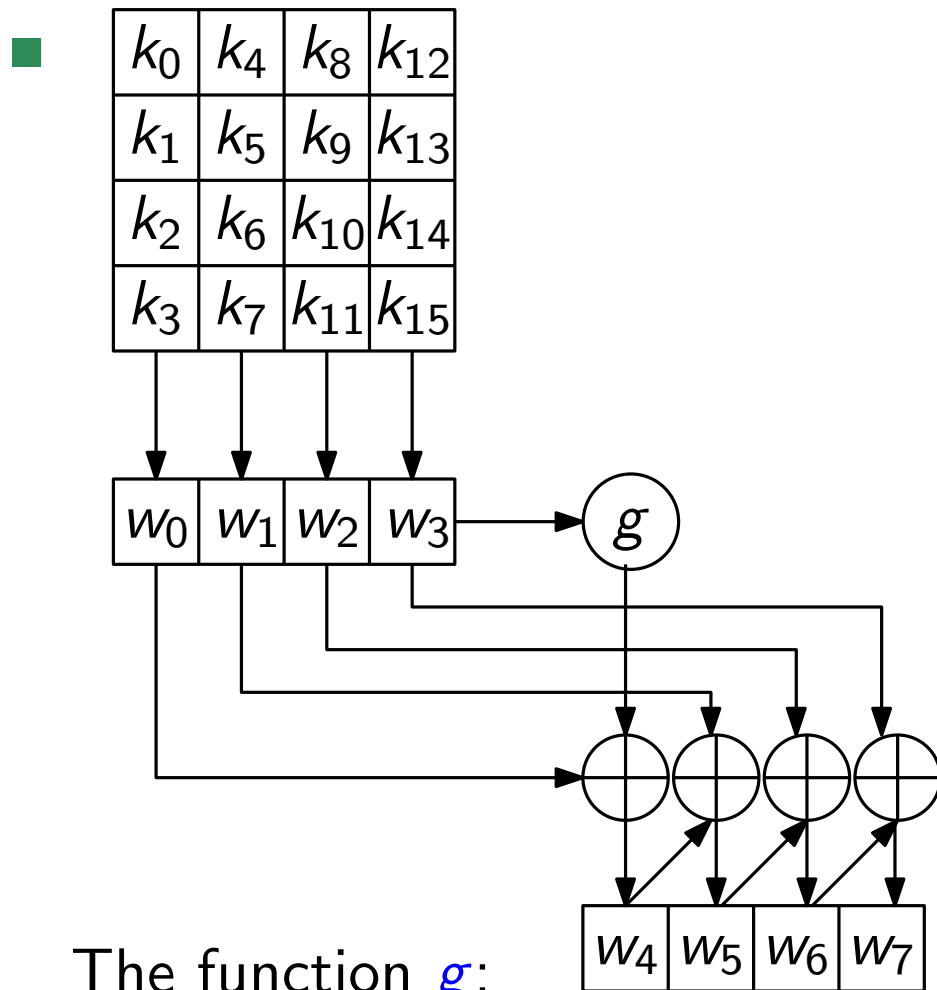 k₀ k₄ k₈ k₁₂
k₁ k₅ k₉ k₁₃
k₂ k₆ k₁₀ k₁₄
k₃ k₇ k₁₁ k₁₅
w₀ w₁ w₂ w₃ g
w₄ w₅ w₆ w₇
The function g: